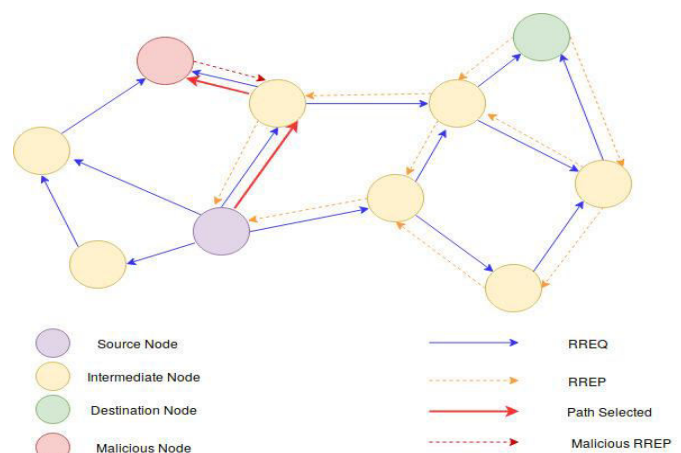 Source Node
Intermediate Node
Destination Node
Malicious Node
RREQ
RREP
Path Selected
Malicious RREP